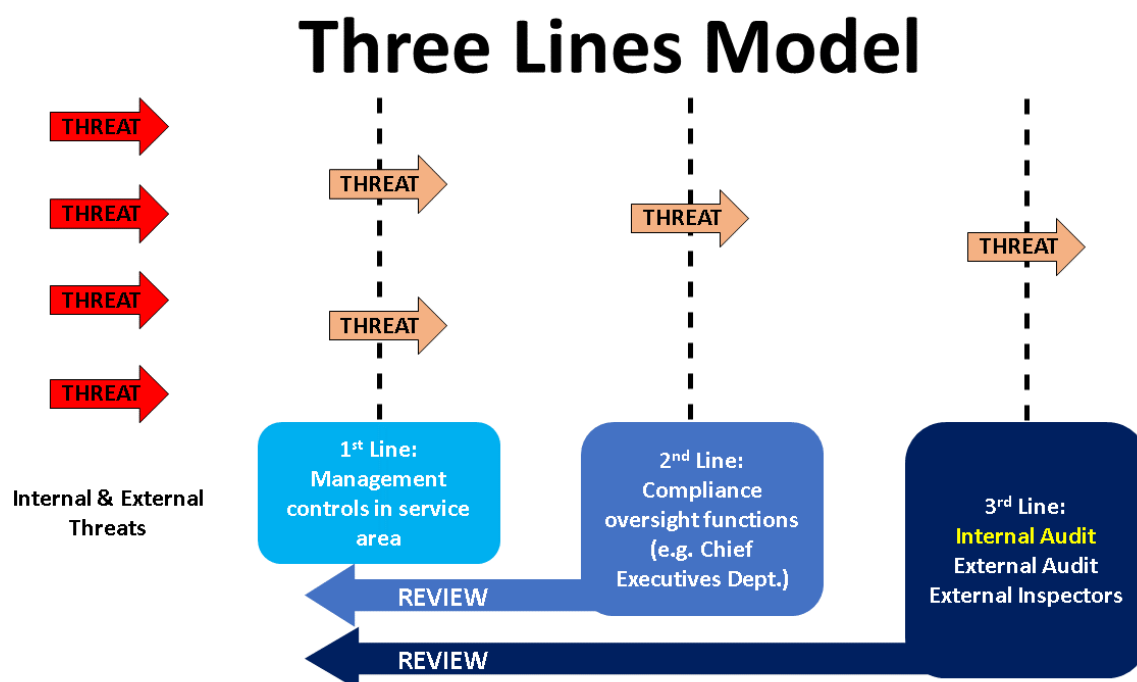 Three Lines Model
THREAT
THREAT
THREAT
THREAT
THREAT
THREAT
THREAT
THREAT
Internal & External
Threats
1st Line:
Management
controls in service
area
2nd Line:
Compliance
oversight functions
(e.g. Chief
Executives Dept.)
3rd Line:
Internal Audit
External Audit
External Inspectors
REVIEW
REVIEW